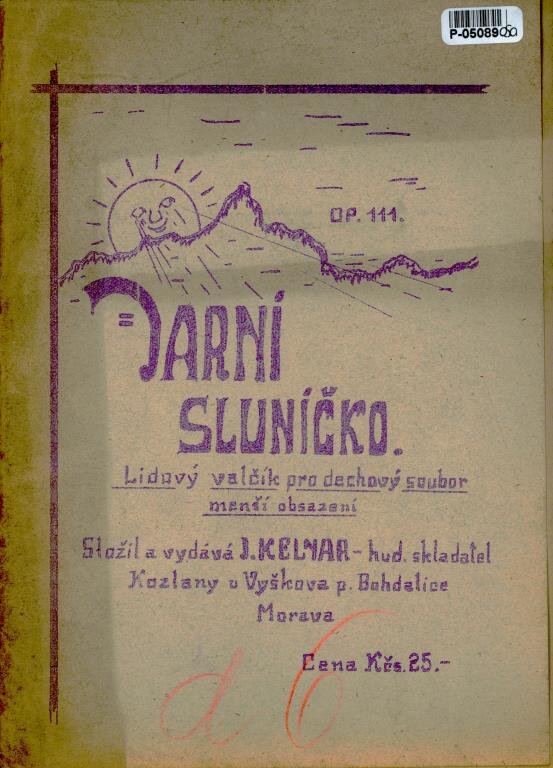 P-05089
OP. 111.
JARNÍ
SLUNÍČKO.
Lidový valčík pro dechový soubor
menší obsazení
Složil a vydává J. KELNAR - hud. skladatel
Kozlany u Vyškova p. Bohdalice
Morava
Cena Kčs. 25.-
d 6